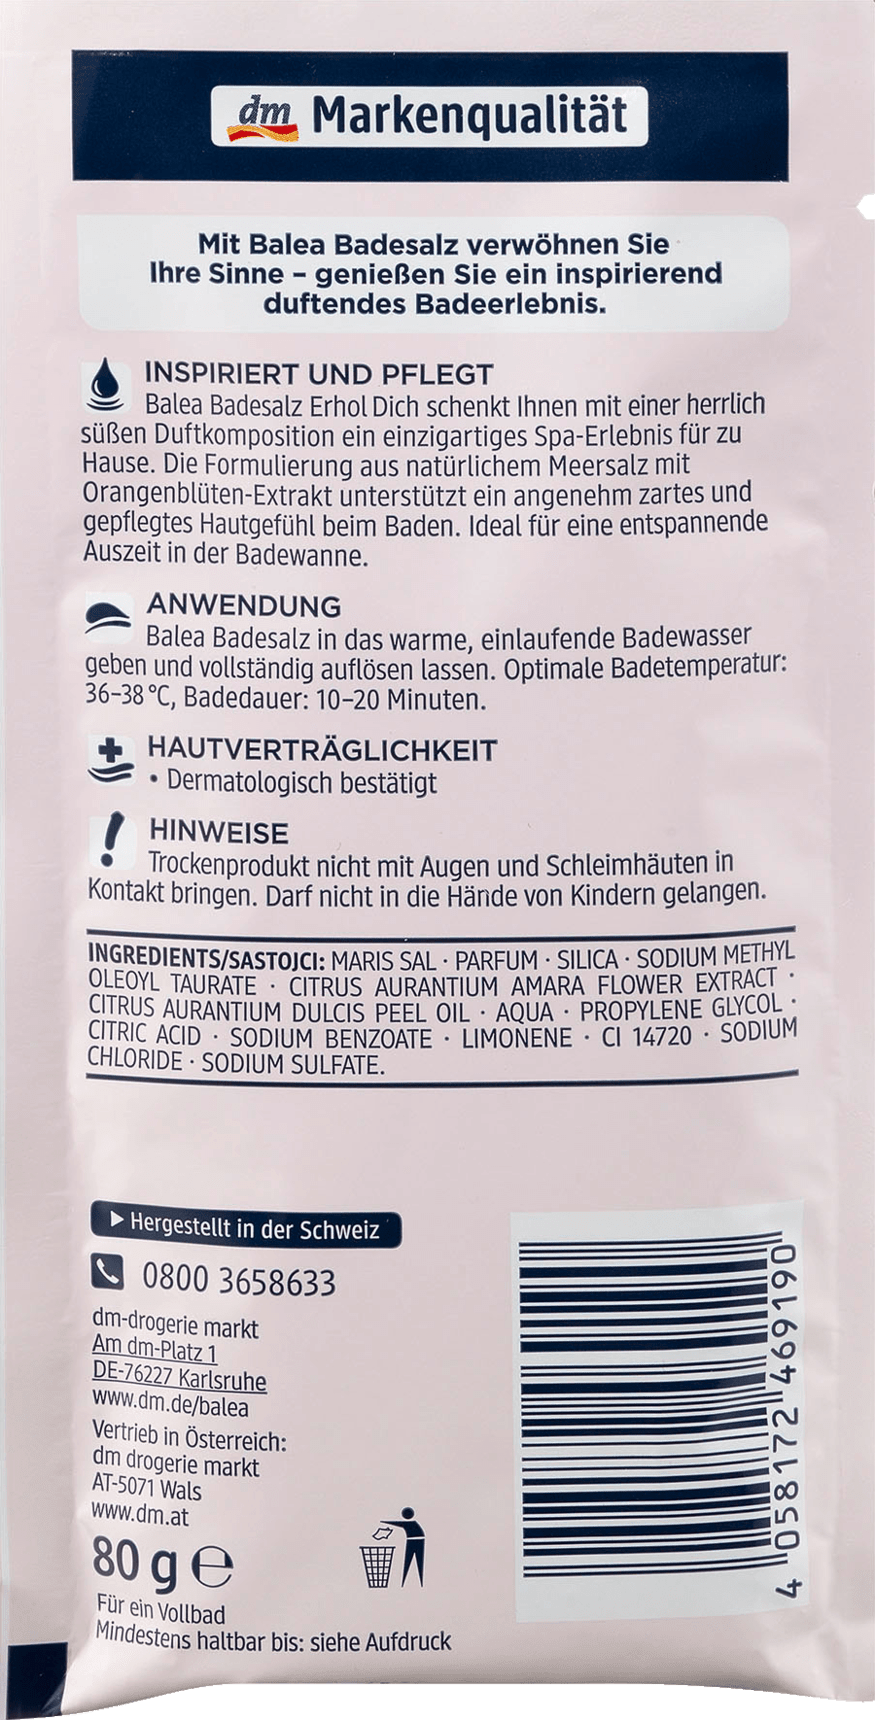 dm Markenqualität
Mit Balea Badesalz verwöhnen Sie
Ihre Sinne – genießen Sie ein inspirierend
duftendes Badeerlebnis.
INSPIRIERT UND PFLEGT
Balea Badesalz Erhol Dich schenkt Ihnen mit einer herrlich
süßen Duftkomposition ein einzigartiges Spa-Erlebnis für zu
Hause. Die Formulierung aus natürlichem Meersalz mit
Orangenblüten-Extrakt unterstützt ein angenehm zartes und
gepflegtes Hautgefühl beim Baden. Ideal für eine entspannende
Auszeit in der Badewanne.
ANWENDUNG
Balea Badesalz in das warme, einlaufende Badewasser
geben und vollständig auflösen lassen. Optimale Badetemperatur:
36–38 °C, Badedauer: 10–20 Minuten.
HAUTVERTRÄGLICHKEIT
• Dermatologisch bestätigt
HINWEISE
Trockenprodukt nicht mit Augen und Schleimhäuten in
Kontakt bringen. Darf nicht in die Hände von Kindern gelangen.
INGREDIENTS/SASTOJCI: MARIS SAL · PARFUM · SILICA · SODIUM METHYL
OLEOYL TAURATE · CITRUS AURANTIUM AMARA FLOWER EXTRACT ·
CITRUS AURANTIUM DULCIS PEEL OIL · AQUA · PROPYLENE GLYCOL ·
CITRIC ACID · SODIUM BENZOATE · LIMONENE · CI 14720 · SODIUM
CHLORIDE · SODIUM SULFATE.
Hergestellt in der Schweiz
0800 3658633
dm-drogerie markt
Am dm-Platz 1
DE-76227 Karlsruhe
www.dm.de/balea
Vertrieb in Österreich:
dm drogerie markt
AT-5071 Wals
www.dm.at
80 g ℮
Für ein Vollbad
Mindestens haltbar bis: siehe Aufdruck
4 058172 469190